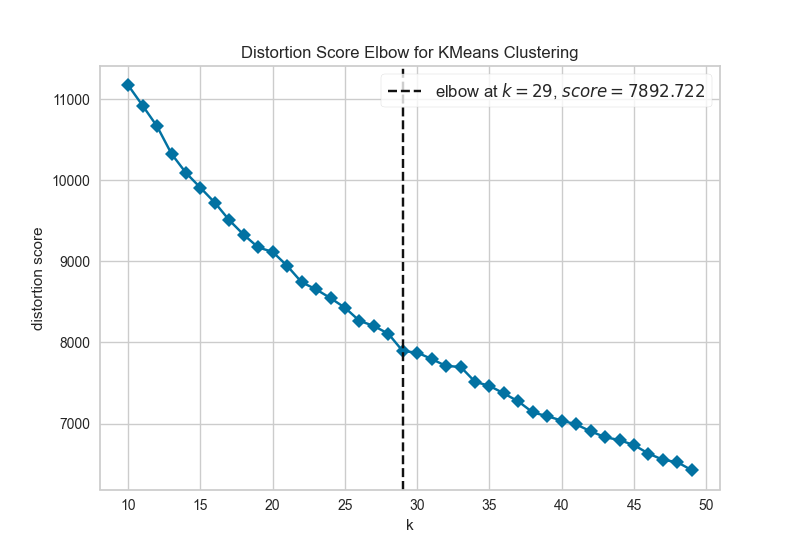 Distortion Score Elbow for KMeans Clustering
elbow at k = 29, score = 7892.722
11000
10000
9000
8000
7000
distortion score
10 15 20 25 30 35 40 45 50
k